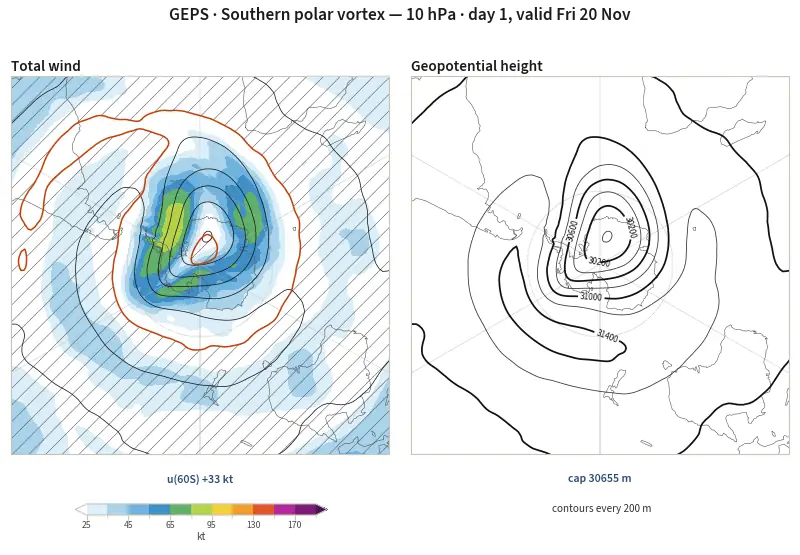 GEPS · Southern polar vortex — 10 hPa · day 1, valid Fri 20 Nov
Total wind
Geopotential height
30600
30200
30200
31000
31400
u(60S) +33 kt
cap 30655 m
25 45 65 95 130 170
kt
contours every 200 m